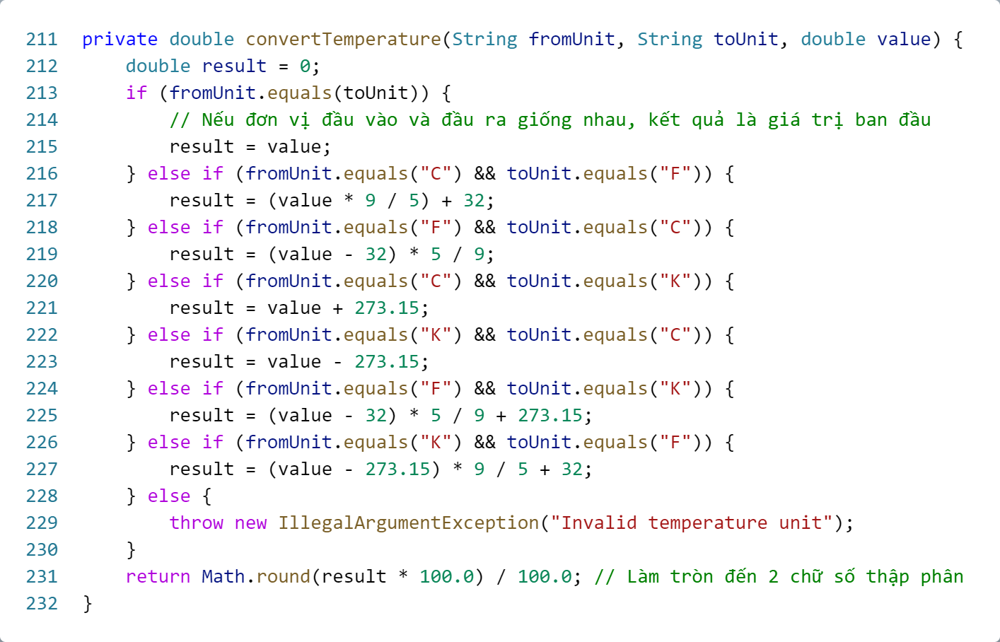 211 private double convertTemperature(String fromUnit, String toUnit, double value) {
212     double result = 0;
213     if (fromUnit.equals(toUnit)) {
214         // Nếu đơn vị đầu vào và đầu ra giống nhau, kết quả là giá trị ban đầu
215         result = value;
216     } else if (fromUnit.equals("C") && toUnit.equals("F")) {
217         result = (value * 9 / 5) + 32;
218     } else if (fromUnit.equals("F") && toUnit.equals("C")) {
219         result = (value - 32) * 5 / 9;
220     } else if (fromUnit.equals("C") && toUnit.equals("K")) {
221         result = value + 273.15;
222     } else if (fromUnit.equals("K") && toUnit.equals("C")) {
223         result = value - 273.15;
224     } else if (fromUnit.equals("F") && toUnit.equals("K")) {
225         result = (value - 32) * 5 / 9 + 273.15;
226     } else if (fromUnit.equals("K") && toUnit.equals("F")) {
227         result = (value - 273.15) * 9 / 5 + 32;
228     } else {
229         throw new IllegalArgumentException("Invalid temperature unit");
230     }
231     return Math.round(result * 100.0) / 100.0; // Làm tròn đến 2 chữ số thập phân
232 }